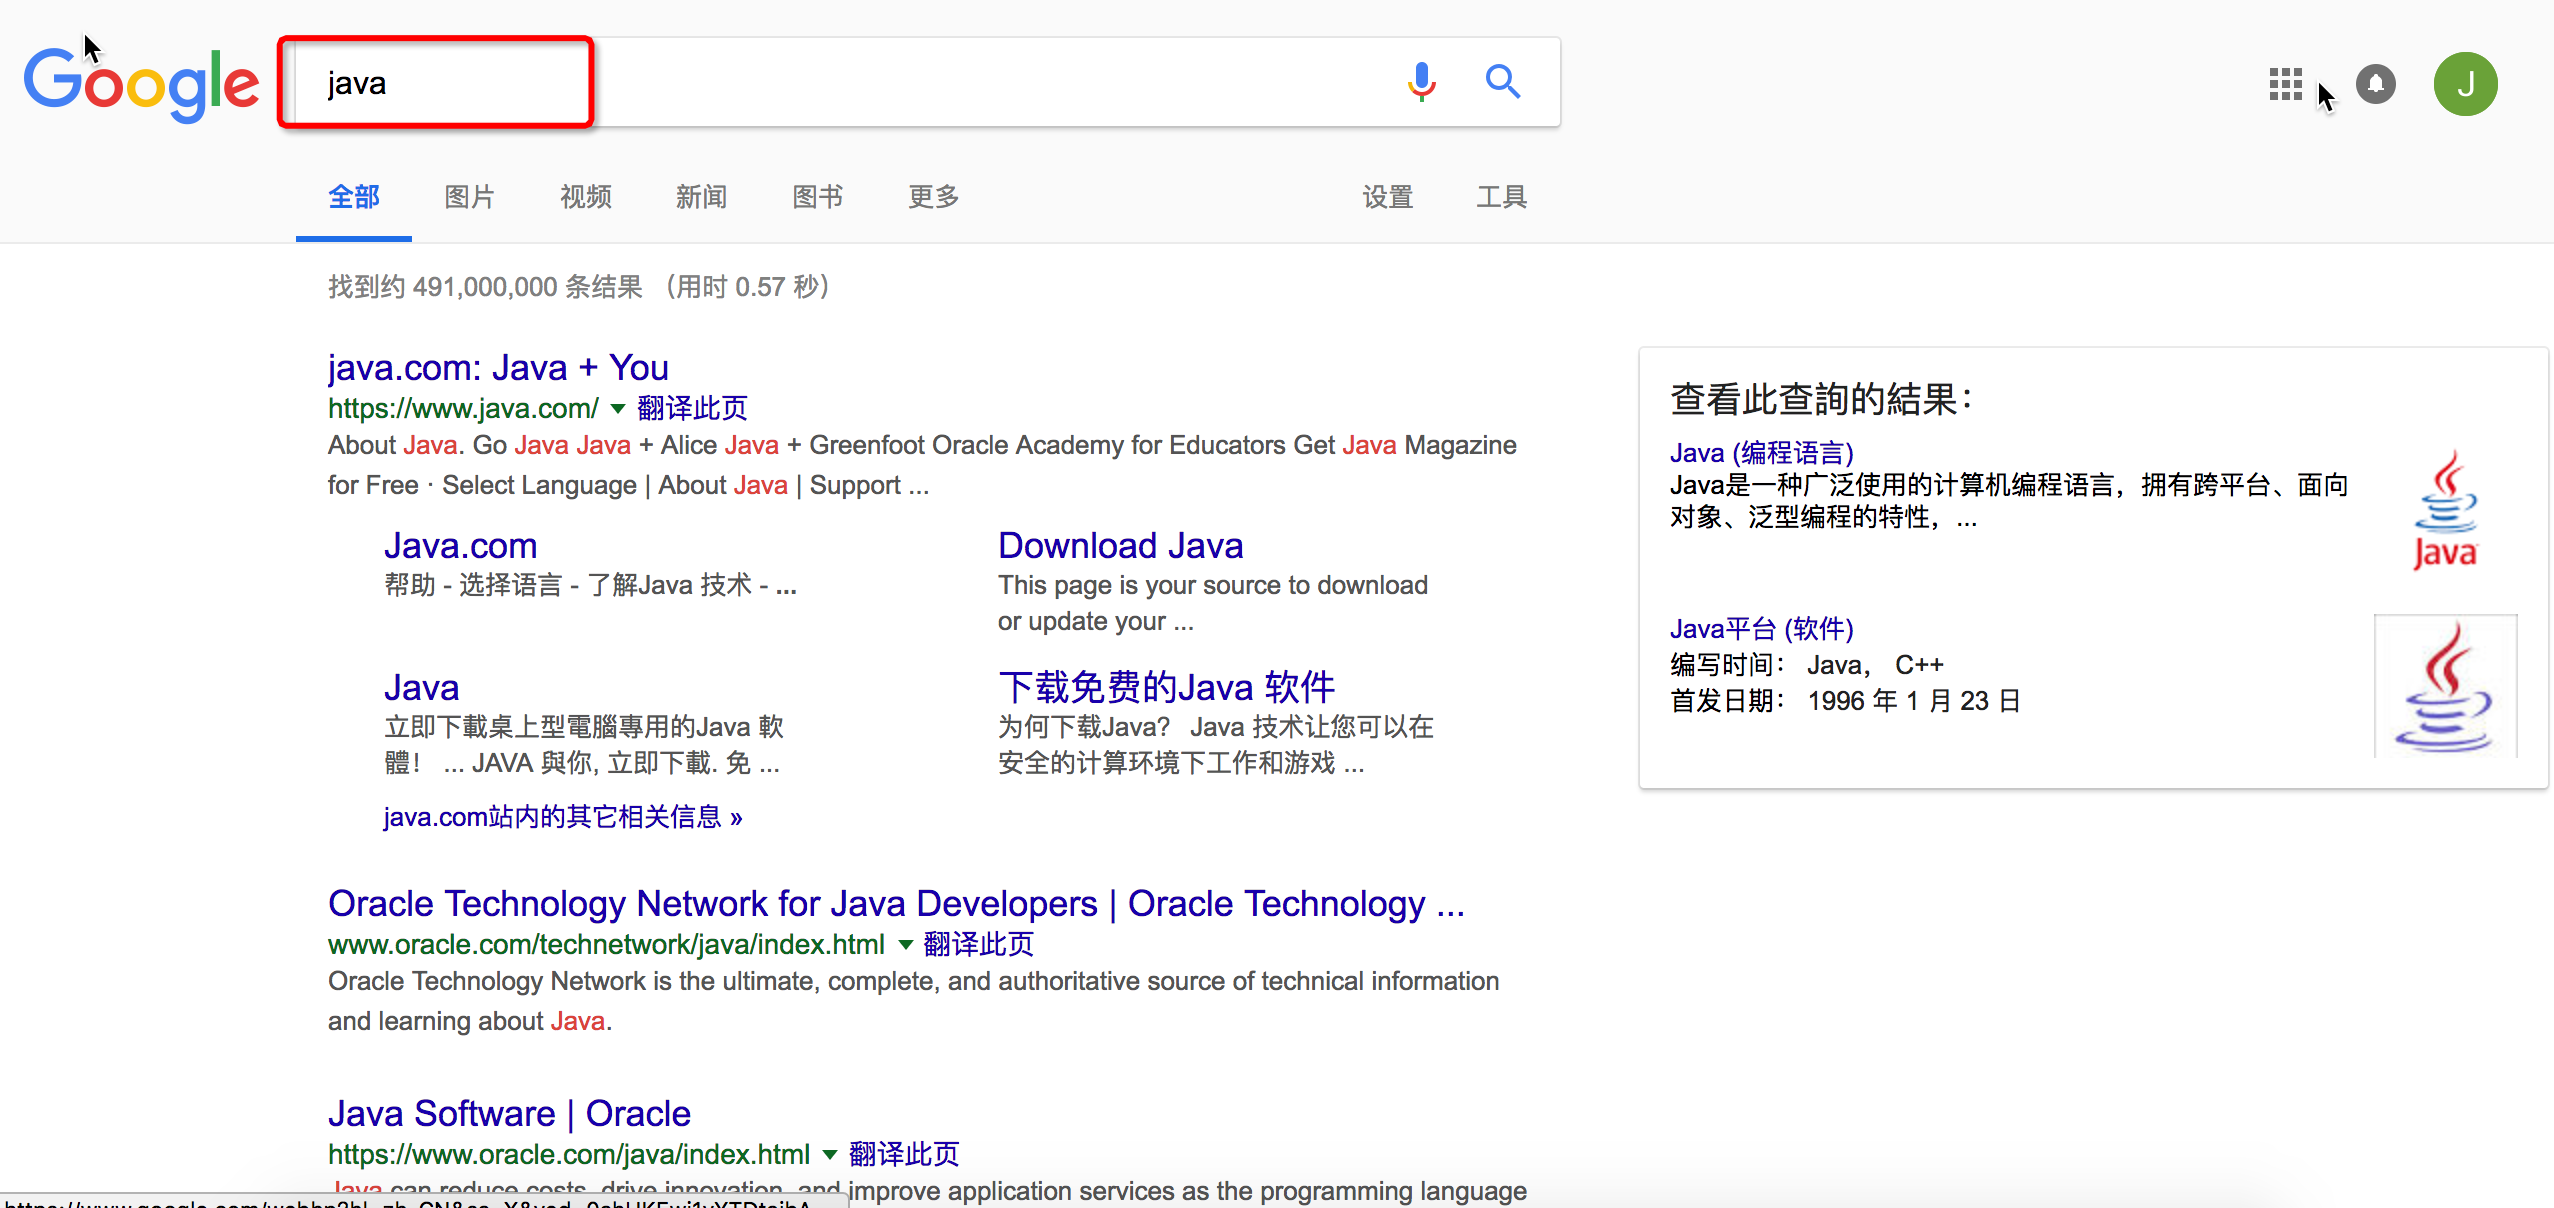 Google
java
J
全部 图片 视频 新闻 图书 更多 设置 工具
找到约 491,000,000 条结果 （用时 0.57 秒）
java.com: Java + You
https://www.java.com/ 翻译此页
About Java. Go Java Java + Alice Java + Greenfoot Oracle Academy for Educators Get Java Magazine
for Free · Select Language | About Java | Support ...
Java.com
帮助 - 选择语言 - 了解Java 技术 - ...
Download Java
This page is your source to download
or update your ...
Java
立即下載桌上型電腦專用的Java 軟
體！ ... JAVA 與你, 立即下載. 免 ...
下载免费的Java 软件
为何下载Java？ Java 技术让您可以在
安全的计算环境下工作和游戏 ...
java.com站内的其它相关信息 »
Oracle Technology Network for Java Developers | Oracle Technology ...
www.oracle.com/technetwork/java/index.html 翻译此页
Oracle Technology Network is the ultimate, complete, and authoritative source of technical information
and learning about Java.
Java Software | Oracle
https://www.oracle.com/java/index.html 翻译此页
Java can reduce costs, drive innovation, and improve application services as the programming language
查看此查詢的結果：
Java (编程语言)
Java是一种广泛使用的计算机编程语言，拥有跨平台、面向
对象、泛型编程的特性，...
Java
Java平台 (软件)
编写时间： Java， C++
首发日期： 1996 年 1 月 23 日